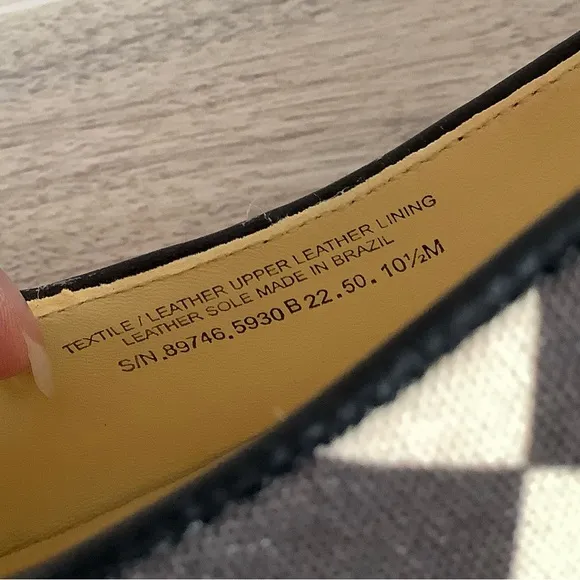 TEXTILE / LEATHER UPPER LEATHER LINING
LEATHER SOLE MADE IN BRAZIL
S/N.89746.5930 B 22.50. 10½M